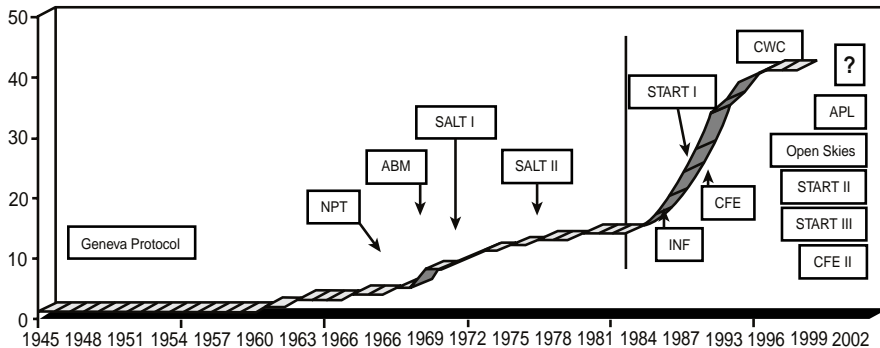 50
CWC
?
40
START I
APL
SALT I
30
Open Skies
ABM
SALT II
START II
20
NPT
CFE
START III
Geneva Protocol
INF
CFE II
10
0
1945 1948 1951 1954 1957 1960 1963 1966 1966 1969 1972 1975 1978 1981 1984 1987 1993 1996 1999 2002